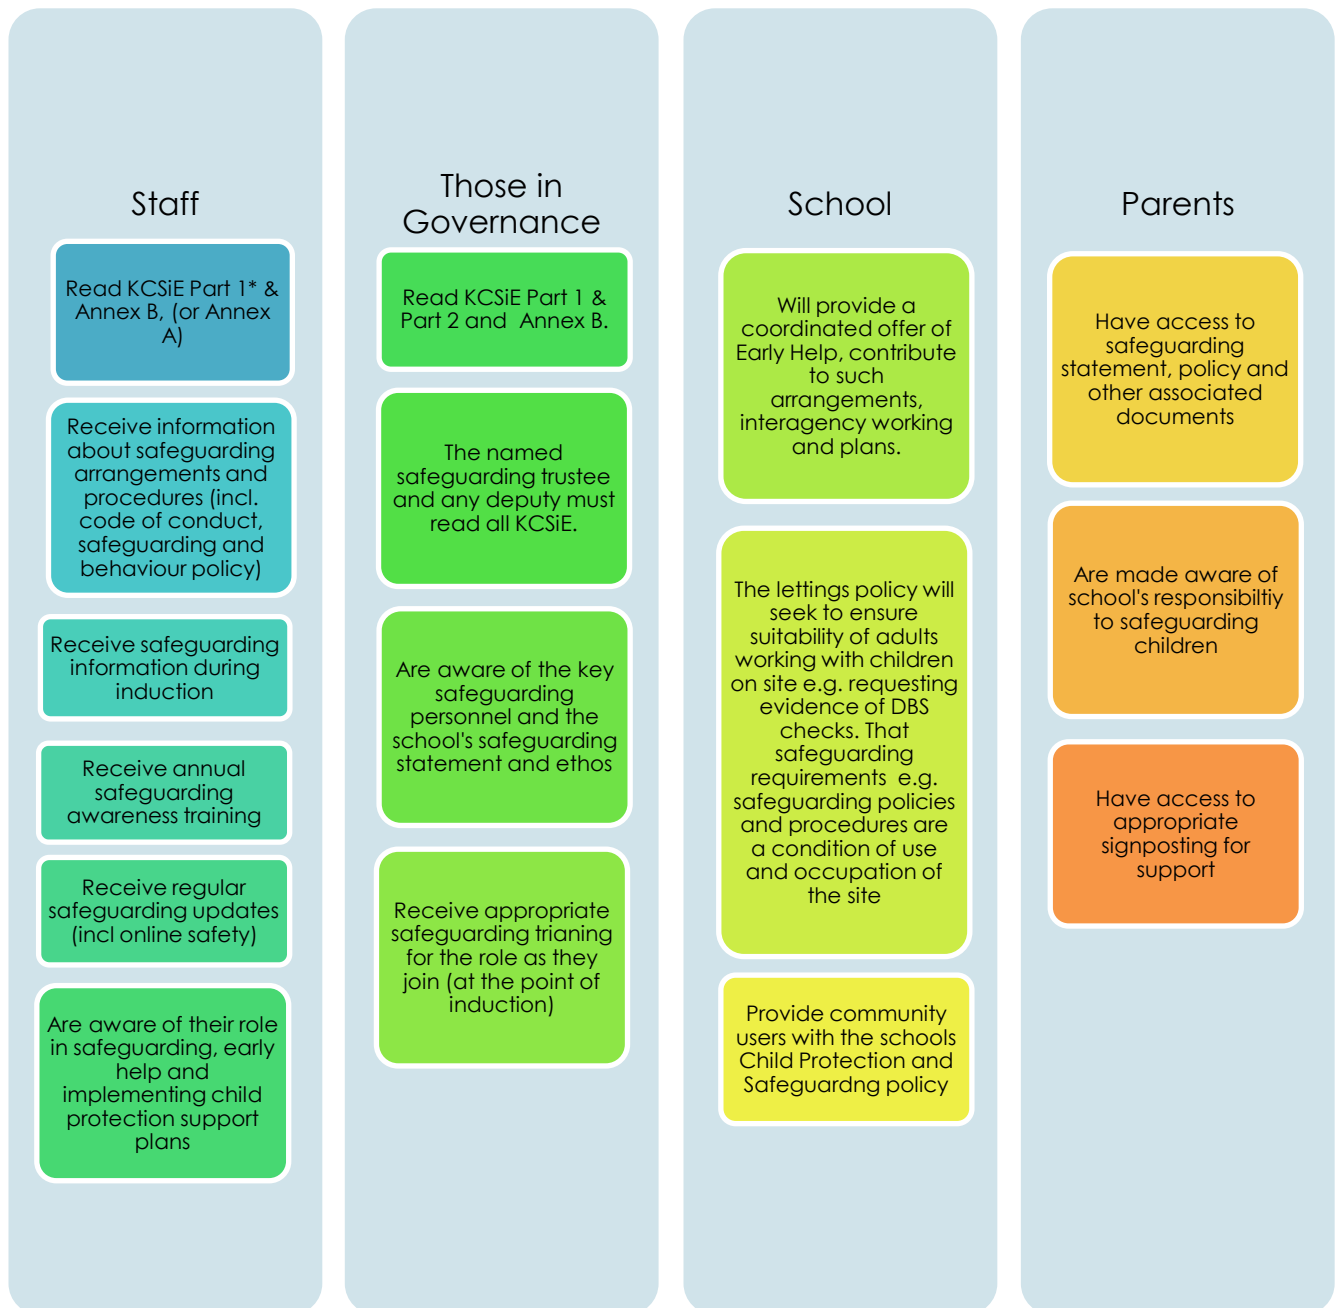 Staff
Read KCSiE Part 1* &
Annex B, (or Annex
A)
Receive information
about safeguarding
arrangements and
procedures (incl.
code of conduct,
safeguarding and
behaviour policy)
Receive safeguarding
information during
induction
Receive annual
safeguarding
awareness training
Receive regular
safeguarding updates
(incl online safety)
Are aware of their role
in safeguarding, early
help and
implementing child
protection support
plans
Those in
Governance
Read KCSiE Part 1 &
Part 2 and Annex B.
The named
safeguarding trustee
and any deputy must
read all KCSiE.
Are aware of the key
safeguarding
personnel and the
school's safeguarding
statement and ethos
Receive appropriate
safeguarding trianing
for the role as they
join (at the point of
induction)
School
Will provide a
coordinated offer of
Early Help, contribute
to such
arrangements,
interagency working
and plans.
The lettings policy will
seek to ensure
suitability of adults
working with children
on site e.g. requesting
evidence of DBS
checks. That
safeguarding
requirements e.g.
safeguarding policies
and procedures are
a condition of use
and occupation of
the site
Provide community
users with the schools
Child Protection and
Safeguardng policy
Parents
Have access to
safeguarding
statement, policy and
other associated
documents
Are made aware of
school's responsibiltiy
to safeguarding
children
Have access to
appropriate
signposting for
support